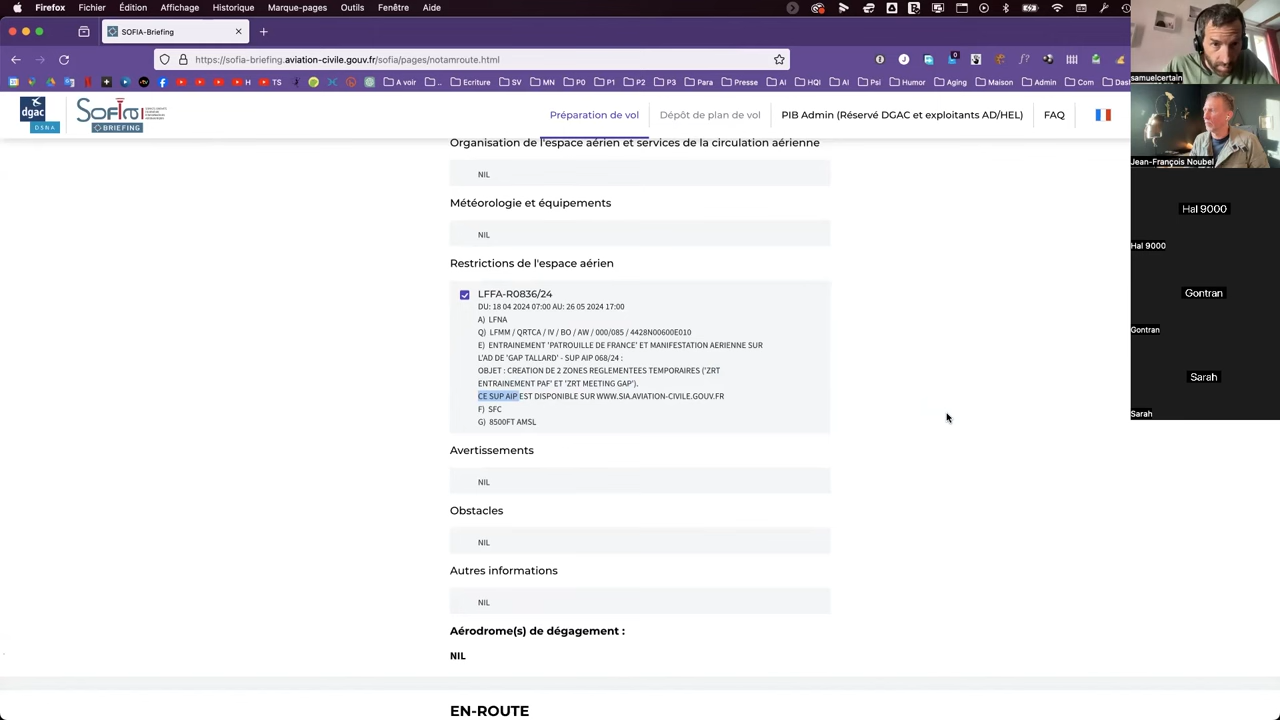 Firefox
Fichier
Édition
Affichage
Historique
Marque-pages
Outils
Fenêtre
Aide
SOFIA-Briefing
https://sofia-briefing.aviation-civile.gouv.fr/sofia/pages/notamroute.html
A voir
Ecriture
SV
MN
P0
P1
P2
P3
Para
Presse
AI
HQI
AI
Psi
Humor
Aging
Maison
Admin
Com
TS
0
dgac
DSNA
SOFIA
BRIEFING
Préparation de vol
Dépôt de plan de vol
PIB Admin (Réservé DGAC et exploitants AD/HEL)
FAQ
Organisation de l'espace aérien et services de la circulation aérienne
NIL
Météorologie et équipements
NIL
Restrictions de l'espace aérien
LFFA-R0836/24
DU: 18 04 2024 07:00 AU: 26 05 2024 17:00
A) LFNA
Q) LFMM / QRTCA / IV / BO / AW / 000/085 / 4428N00600E010
E) ENTRAINEMENT 'PATROUILLE DE FRANCE' ET MANIFESTATION AERIENNE SUR
L'AD DE 'GAP TALLARD' - SUP AIP 068/24 :
OBJET : CREATION DE 2 ZONES REGLEMENTEES TEMPORAIRES ('ZRT
ENTRAINEMENT PAF' ET 'ZRT MEETING GAP').
CE SUP AIP EST DISPONIBLE SUR WWW.SIA.AVIATION-CIVILE.GOUV.FR
F) SFC
G) 8500FT AMSL
Avertissements
NIL
Obstacles
NIL
Autres informations
NIL
Aérodrome(s) de dégagement :
NIL
EN-ROUTE
samuelcertain
Jean-François Noubel
Hal 9000
Hal 9000
Gontran
Gontran
Sarah
Sarah